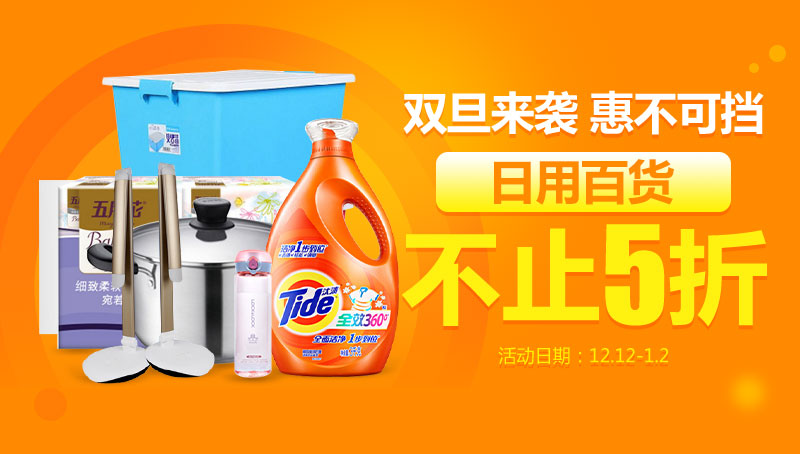 双旦来袭 惠不可挡
日用百货
不止5折
活动日期：12.12-1.2
五月花
细致柔软
宛若
洁净1步到位
Tide
汰渍
全效360°
全面洁净 1步到位